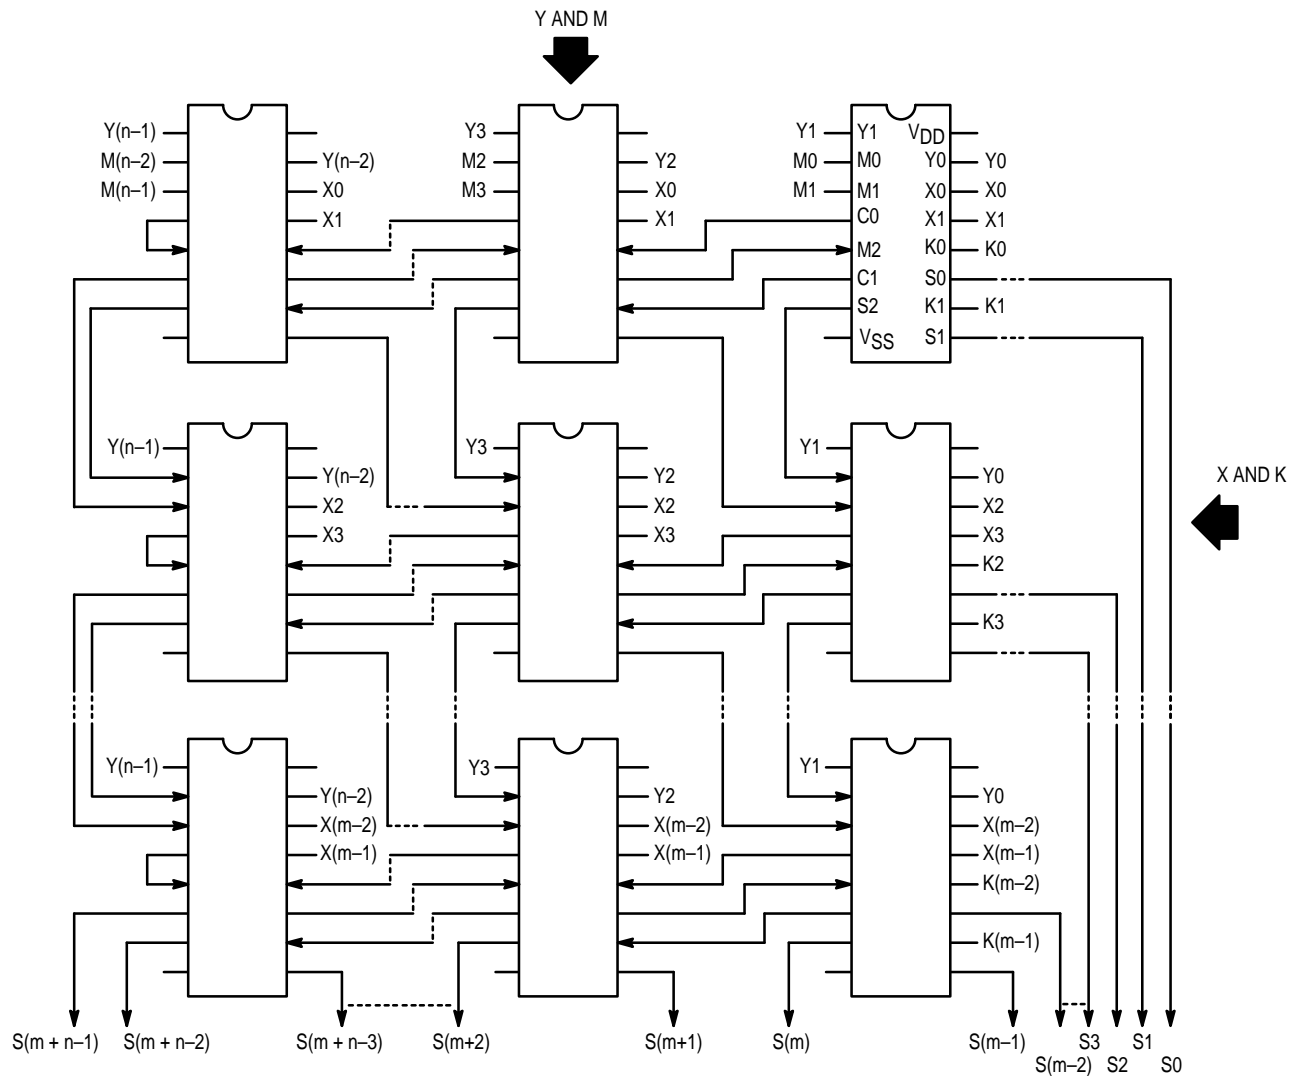 Y AND M
Y(n–1)
M(n–2)
M(n–1)
Y(n–2)
X0
X1
Y3
M2
M3
Y2
X0
X1
Y1
M0
M1
Y1
M0
M1
C0
M2
C1
S2
VSS
VDD
Y0
X0
X1
K0
S0
K1
S1
Y0
X0
X1
K0
K1
Y(n–1)
Y(n–2)
X2
X3
Y3
Y2
X2
X3
Y1
Y0
X2
X3
K2
K3
X AND K
Y(n–1)
Y(n–2)
X(m–2)
X(m–1)
Y3
Y2
X(m–2)
X(m–1)
Y1
Y0
X(m–2)
X(m–1)
K(m–2)
K(m–1)
S(m + n–1)
S(m + n–2)
S(m + n–3)
S(m+2)
S(m+1)
S(m)
S(m–1)
S(m–2)
S3
S2
S1
S0